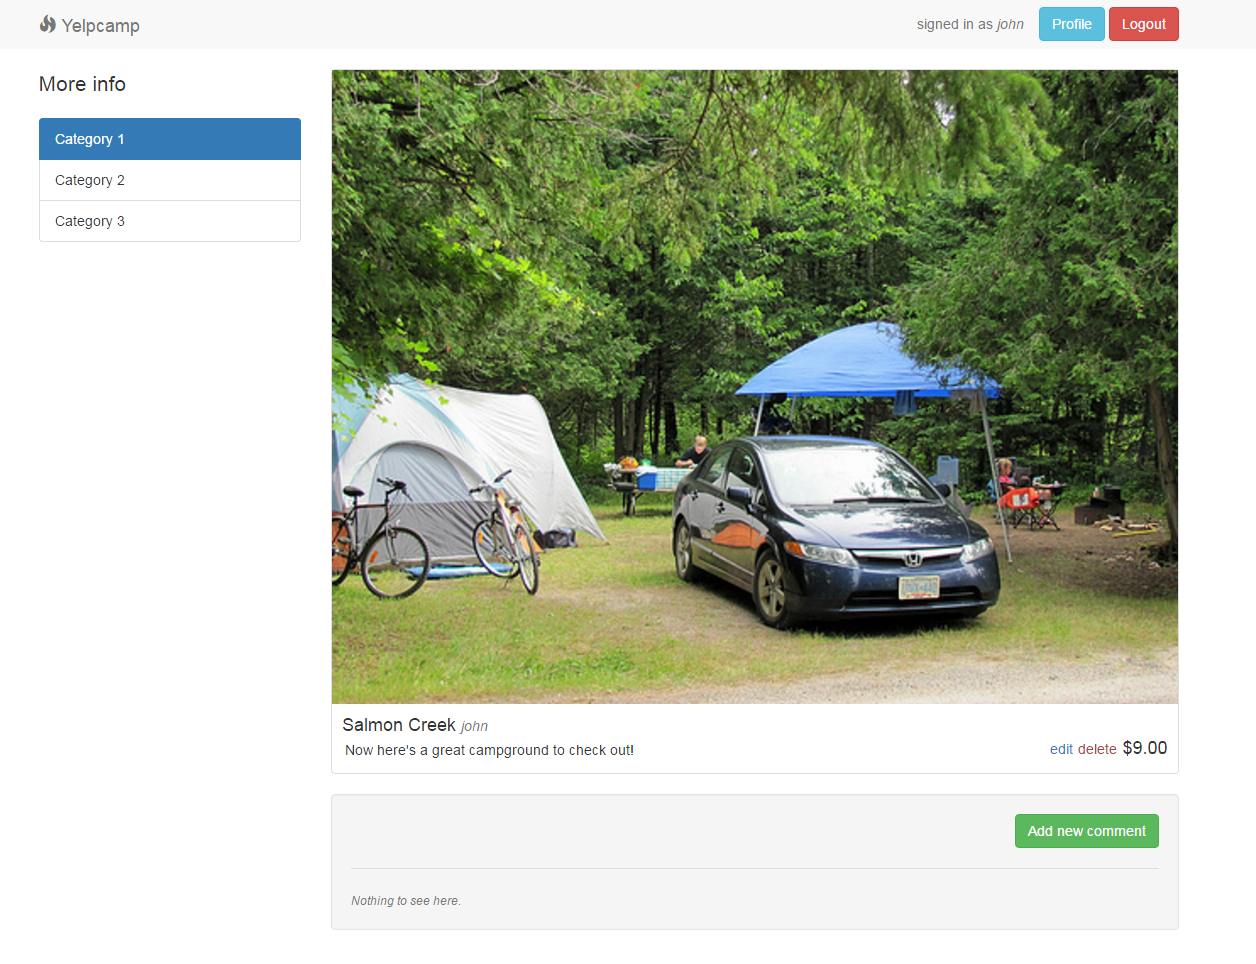 Yelpcamp
signed in as john
Profile
Logout
More info
Category 1
Category 2
Category 3
Salmon Creek john
Now here's a great campground to check out!
edit delete $9.00
Add new comment
Nothing to see here.